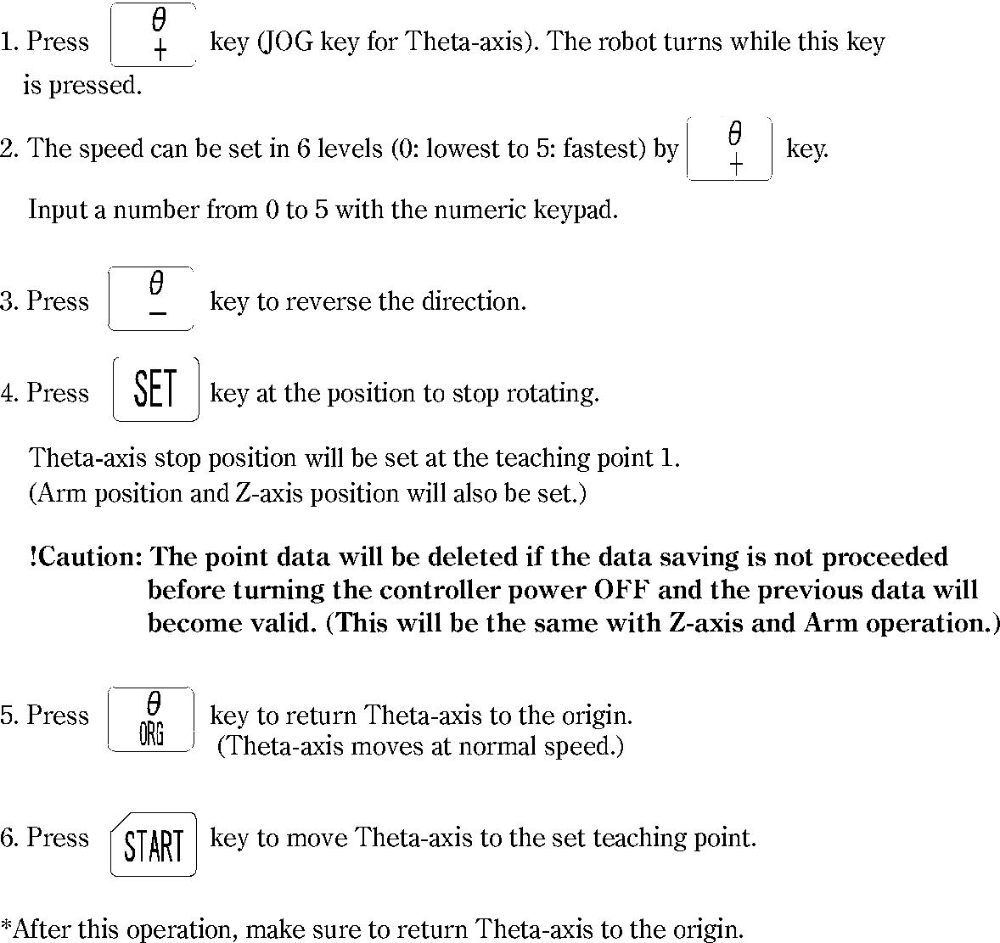 1. Press θ + key (JOG key for Theta-axis). The robot turns while this key
is pressed.
2. The speed can be set in 6 levels (0: lowest to 5: fastest) by θ + key.
Input a number from 0 to 5 with the numeric keypad.
3. Press θ – key to reverse the direction.
4. Press SET key at the position to stop rotating.
Theta-axis stop position will be set at the teaching point 1.
(Arm position and Z-axis position will also be set.)
!Caution: The point data will be deleted if the data saving is not proceeded
before turning the controller power OFF and the previous data will
become valid. (This will be the same with Z-axis and Arm operation.)
5. Press θ ORG key to return Theta-axis to the origin.
(Theta-axis moves at normal speed.)
6. Press START key to move Theta-axis to the set teaching point.
*After this operation, make sure to return Theta-axis to the origin.